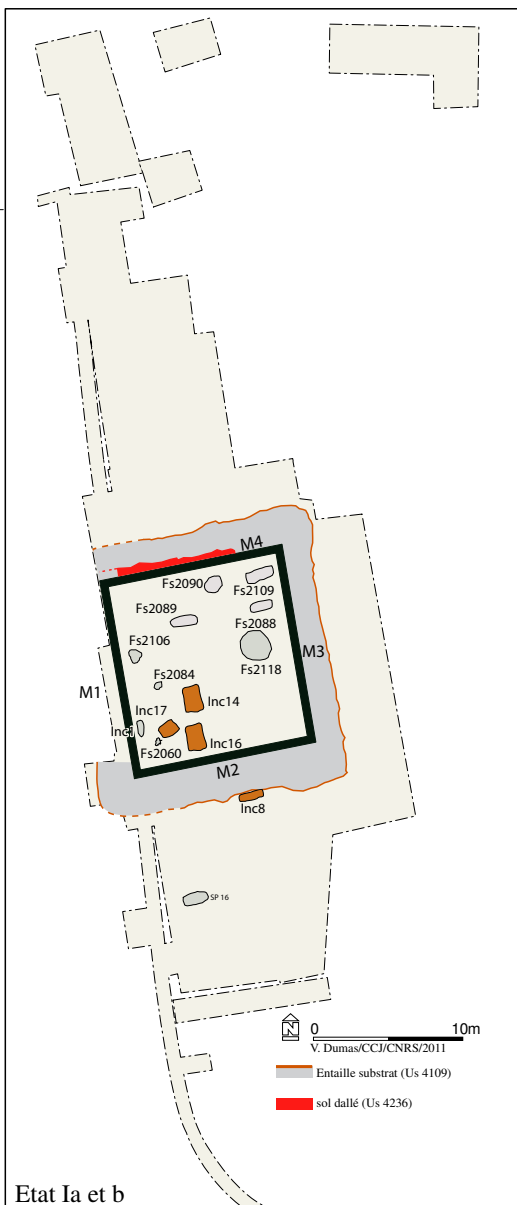 M4
Fs2090
Fs2109
Fs2089
Fs2088
Fs2106
M3
Fs2118
Fs2084
M1
Inc14
Inc17
Inc1
Fs2060
Inc16
M2
Inc8
SP 16
N
0 10m
V. Dumas/CCJ/CNRS/2011
Entaille substrat (Us 4109)
sol dallé (Us 4236)
Etat Ia et b